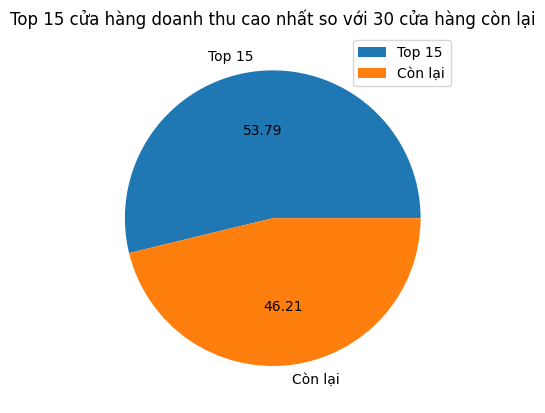 Top 15 cửa hàng doanh thu cao nhất so với 30 cửa hàng còn lại
Top 15
Top 15
Còn lại
53.79
46.21
Còn lại